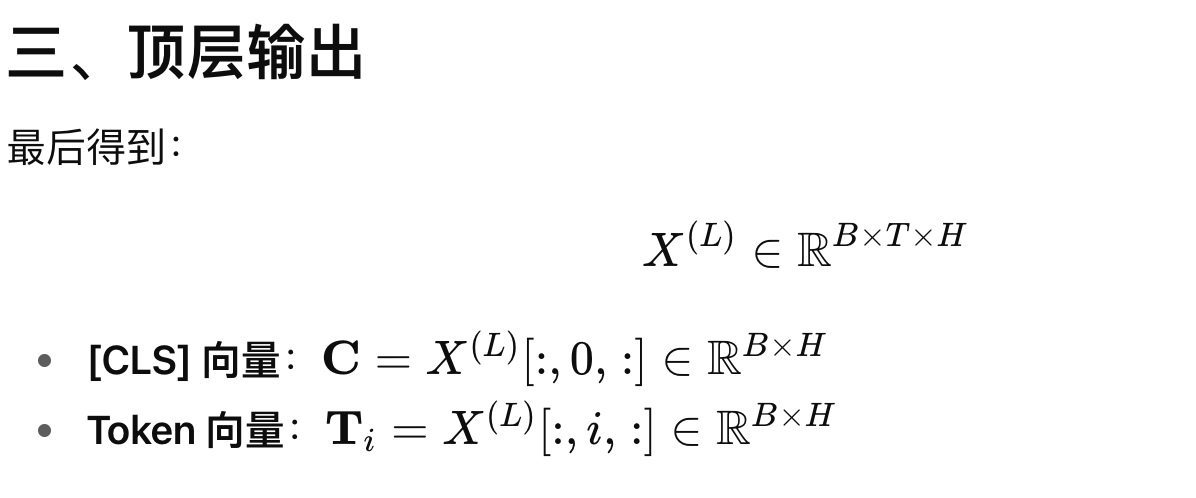 三、顶层输出
最后得到：
X^{(L)} ∈ ℝ^{B×T×H}
• [CLS] 向量： C = X^{(L)}[:, 0, :] ∈ ℝ^{B×H}
• Token 向量： T_i = X^{(L)}[:, i, :] ∈ ℝ^{B×H}